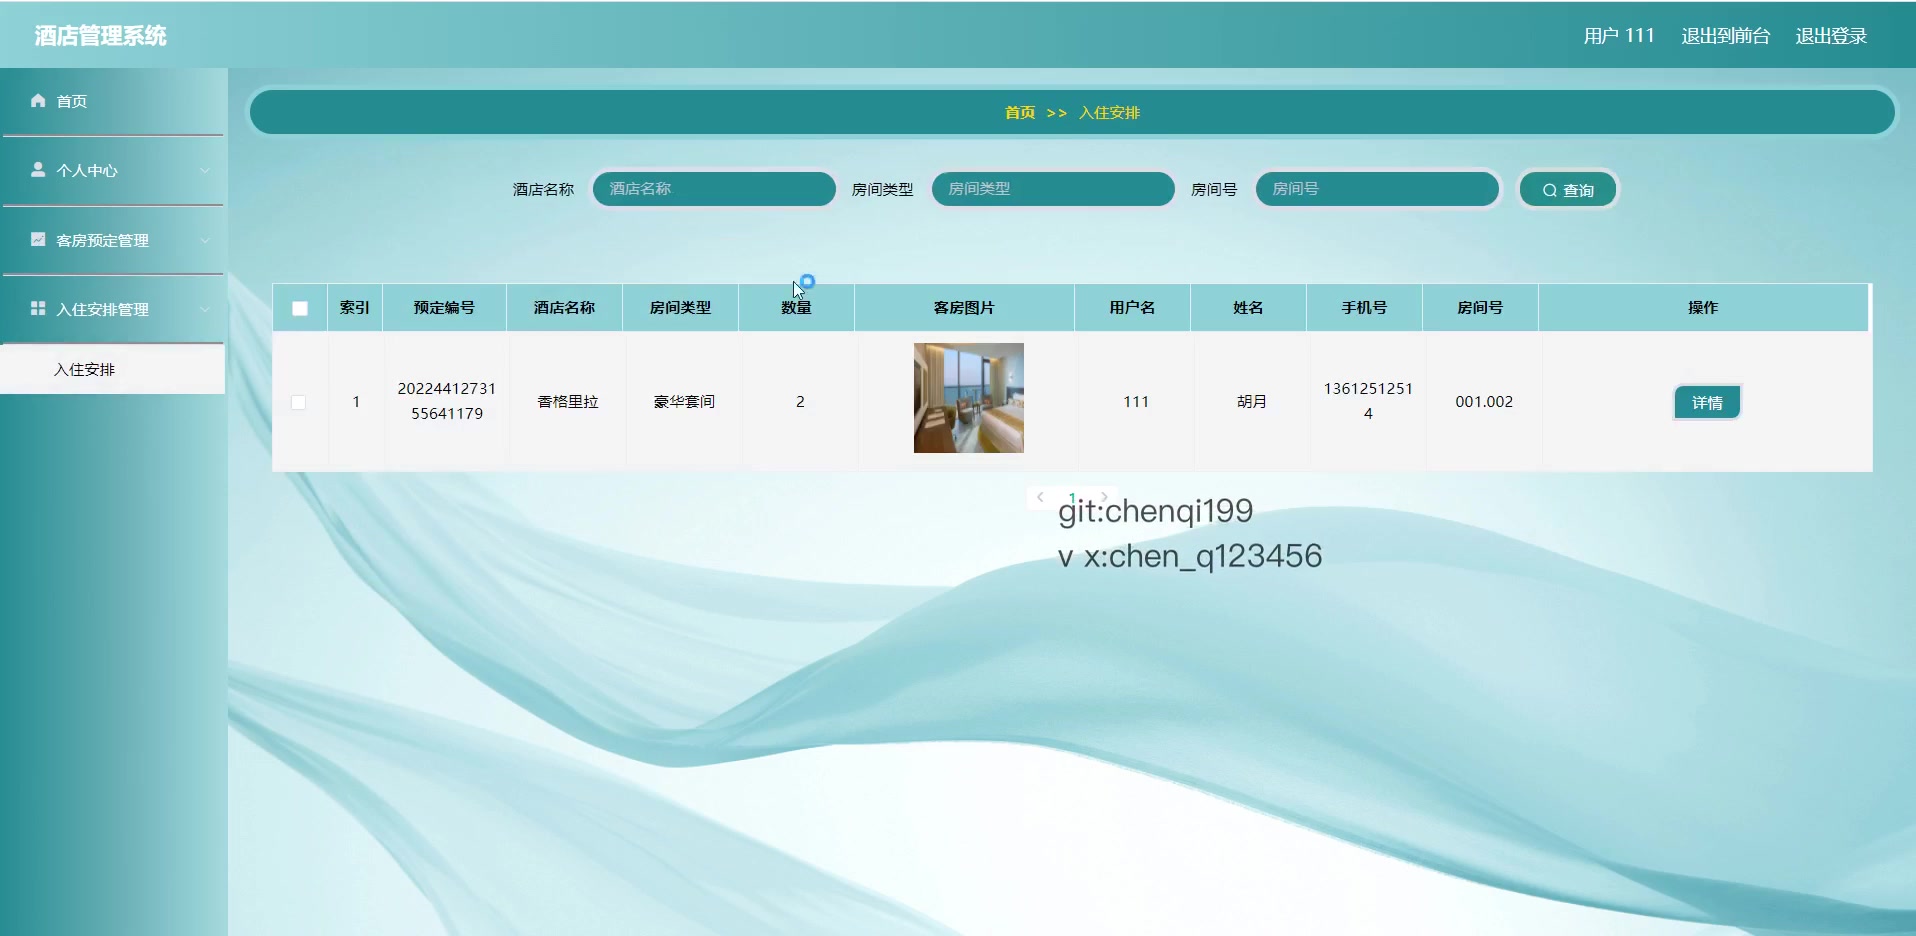 酒店管理系统
用户 111
退出到前台
退出登录
首页
个人中心
客房预定管理
入住安排管理
入住安排
首页 >> 入住安排
酒店名称 酒店名称
房间类型 房间类型
房间号 房间号
查询
索引 预定编号 酒店名称 房间类型 数量 客房图片 用户名 姓名 手机号 房间号 操作
1
20224412731
55641179
香格里拉
豪华套间
2
111
胡月
1361251251
4
001.002
详情
1
git:chenqi199
v x:chen_q123456